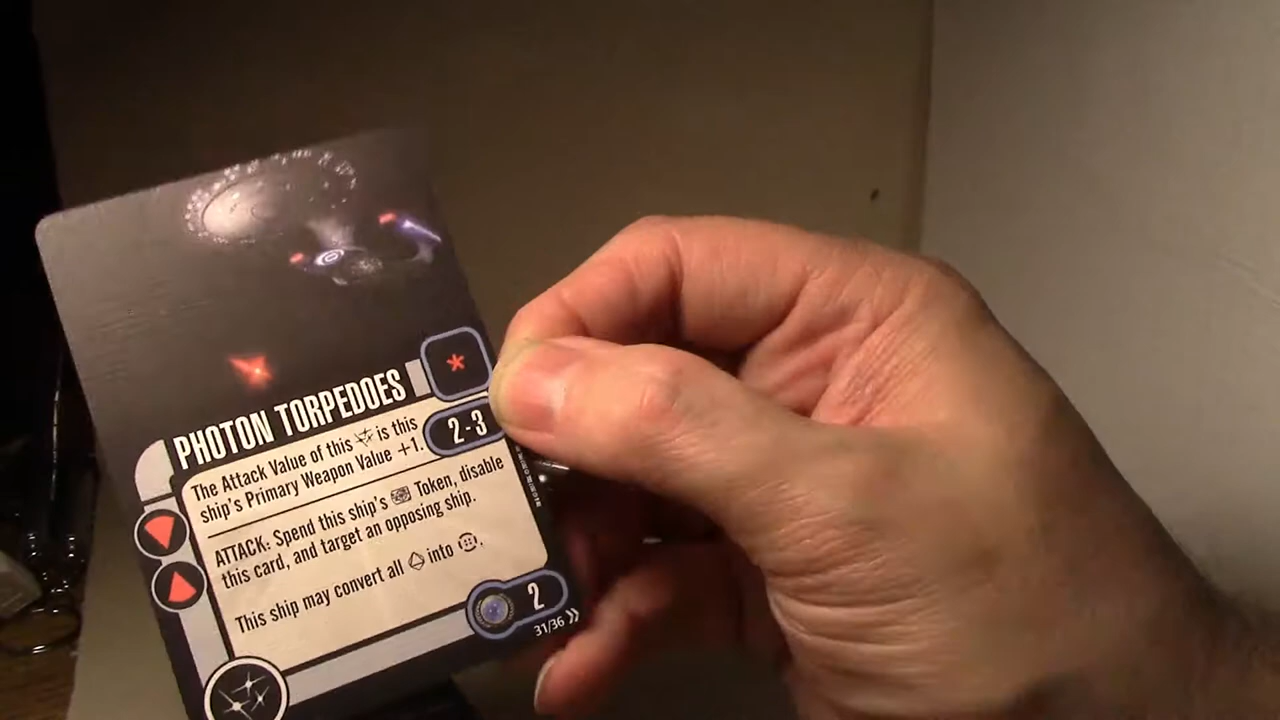 *
PHOTON TORPEDOES
2-3
The Attack Value of this is this
ship's Primary Weapon Value +1.
ATTACK: Spend this ship's Token, disable
this card, and target an opposing ship.
This ship may convert all into .
2
31/36